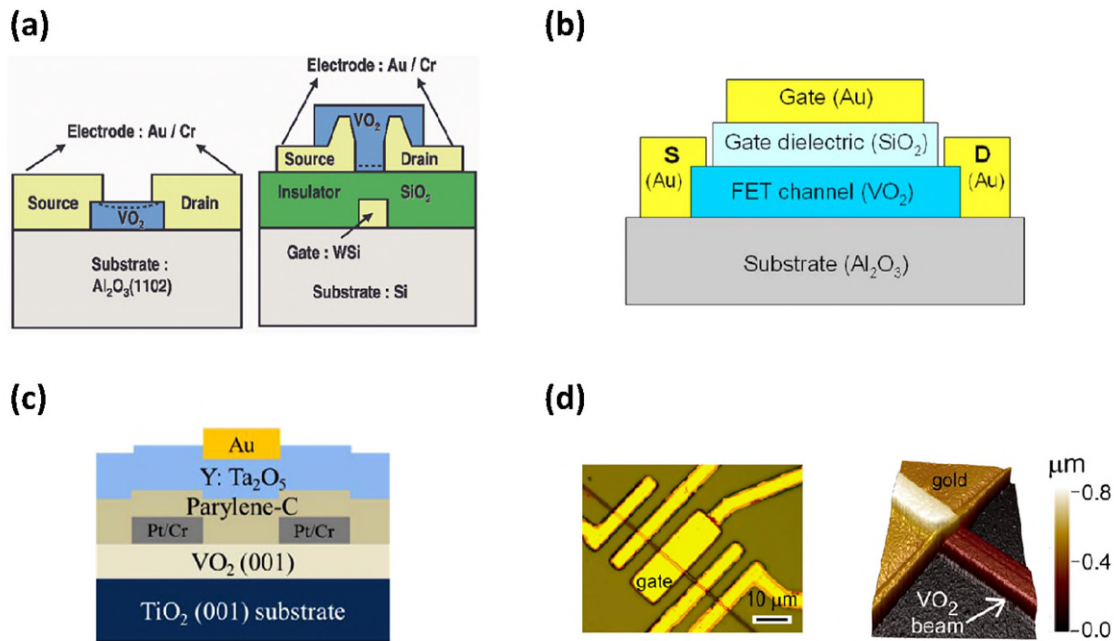 (a)
Electrode : Au / Cr
Source
Drain
VO2
Substrate :
Al2O3(1102)
Electrode : Au / Cr
VO2
Source
Drain
Insulator
SiO2
Gate : WSi
Substrate : Si
(b)
Gate (Au)
Gate dielectric (SiO2)
S
(Au)
D
(Au)
FET channel (VO2)
Substrate (Al2O3)
(c)
Au
Y: Ta2O5
Parylene-C
Pt/Cr
Pt/Cr
VO2 (001)
TiO2 (001) substrate
(d)
gate
10 μm
gold
VO2
beam
μm
0.8
0.4
0.0